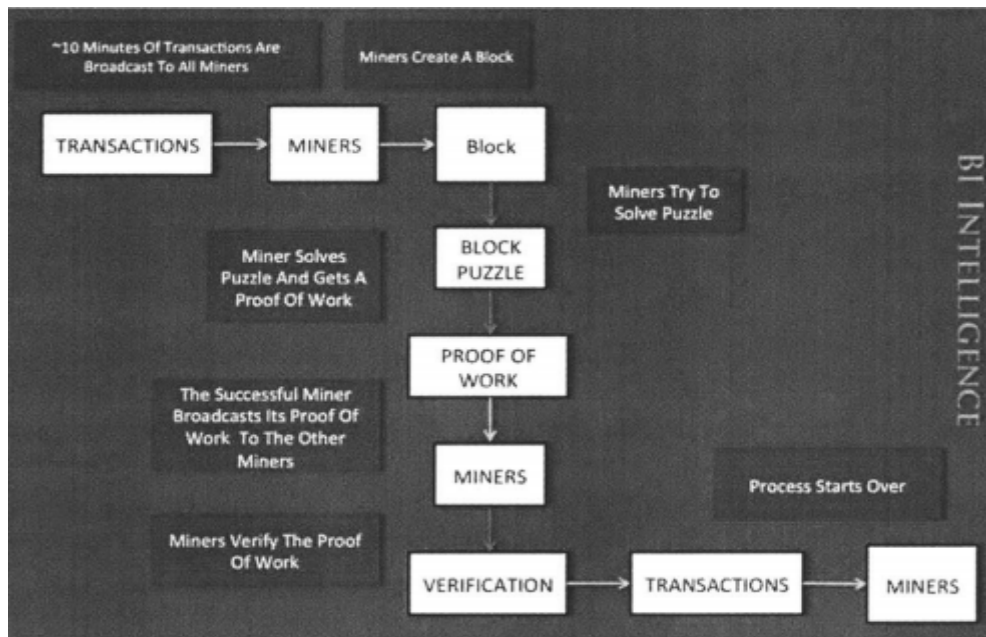 ~10 Minutes Of Transactions Are
Broadcast To All Miners
Miners Create A Block
TRANSACTIONS
MINERS
Block
Miners Try To
Solve Puzzle
Miner Solves
Puzzle And Gets A
Proof Of Work
BLOCK
PUZZLE
PROOF OF
WORK
The Successful Miner
Broadcasts Its Proof Of
Work To The Other
Miners
MINERS
Process Starts Over
Miners Verify The Proof
Of Work
VERIFICATION
TRANSACTIONS
MINERS
BI INTELLIGENCE